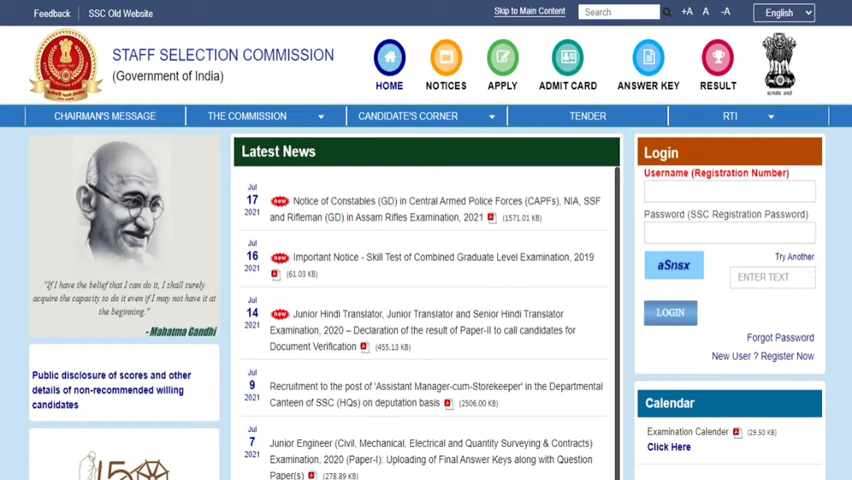 Feedback
SSC Old Website
Skip to Main Content
Search
+A A -A
English
STAFF SELECTION COMMISSION
(Government of India)
HOME
NOTICES
APPLY
ADMIT CARD
ANSWER KEY
RESULT
CHAIRMAN'S MESSAGE
THE COMMISSION
CANDIDATE'S CORNER
TENDER
RTI
"If I have the belief that I can do it, I shall surely
acquire the capacity to do it even if I may not have it at
the beginning."
- Mahatma Gandhi
Public disclosure of scores and other
details of non-recommended willing
candidates
Latest News
Jul
17
2021
new Notice of Constables (GD) in Central Armed Police Forces (CAPFs), NIA, SSF
and Rifleman (GD) in Assam Rifles Examination, 2021 (1571.01 KB)
Jul
16
2021
new Important Notice - Skill Test of Combined Graduate Level Examination, 2019
(61.03 KB)
Jul
14
2021
new Junior Hindi Translator, Junior Translator and Senior Hindi Translator
Examination, 2020 – Declaration of the result of Paper-II to call candidates for
Document Verification (455.13 KB)
Jul
9
2021
Recruitment to the post of 'Assistant Manager-cum-Storekeeper' in the Departmental
Canteen of SSC (HQs) on deputation basis (2506.00 KB)
Jul
7
2021
Junior Engineer (Civil, Mechanical, Electrical and Quantity Surveying & Contracts)
Examination, 2020 (Paper-I): Uploading of Final Answer Keys along with Question
Paper(s) (278.89 KB)
Login
Username (Registration Number)
Password (SSC Registration Password)
aSnsx
Try Another
ENTER TEXT
LOGIN
Forgot Password
New User ? Register Now
Calendar
Examination Calender (29.50 KB)
Click Here